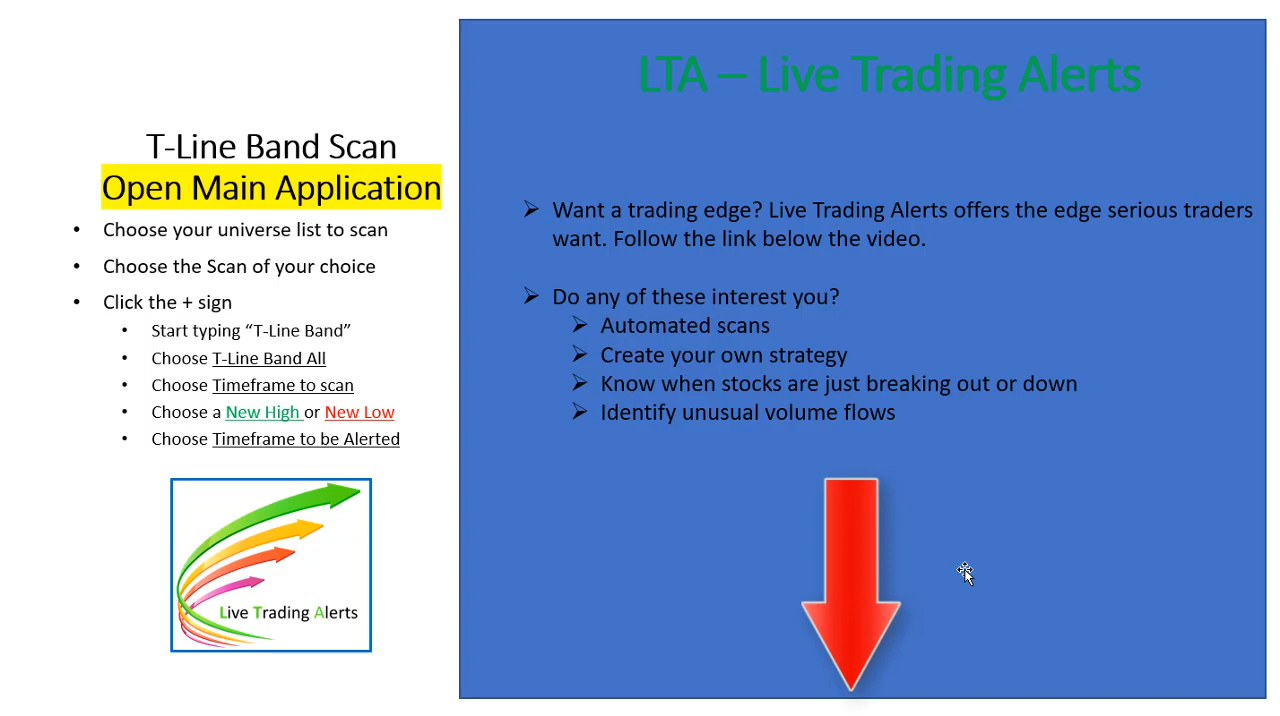 T-Line Band Scan
Open Main Application
• Choose your universe list to scan
• Choose the Scan of your choice
• Click the + sign
• Start typing “T-Line Band”
• Choose T-Line Band All
• Choose Timeframe to scan
• Choose a New High or New Low
• Choose Timeframe to be Alerted
Live Trading Alerts
LTA – Live Trading Alerts
➢ Want a trading edge? Live Trading Alerts offers the edge serious traders
want. Follow the link below the video.
➢ Do any of these interest you?
➢ Automated scans
➢ Create your own strategy
➢ Know when stocks are just breaking out or down
➢ Identify unusual volume flows